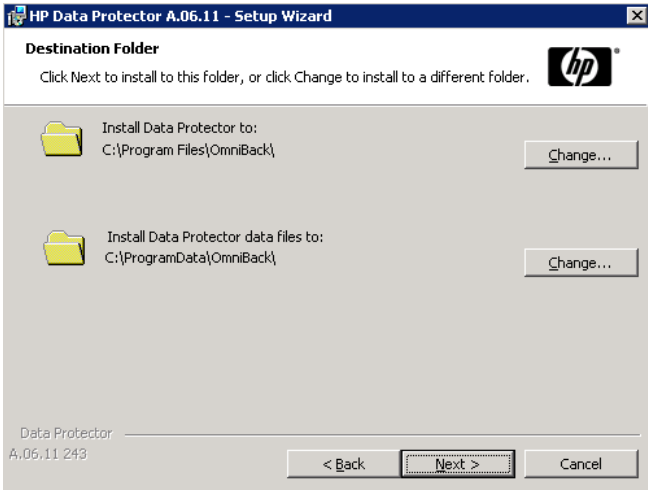 HP Data Protector A.06.11 - Setup Wizard
Destination Folder
Click Next to install to this folder, or click Change to install to a different folder.
hp
Install Data Protector to:
C:\Program Files\OmniBack\
Change...
Install Data Protector data files to:
C:\ProgramData\OmniBack\
Change...
Data Protector
A.06.11 243
< Back
Next >
Cancel